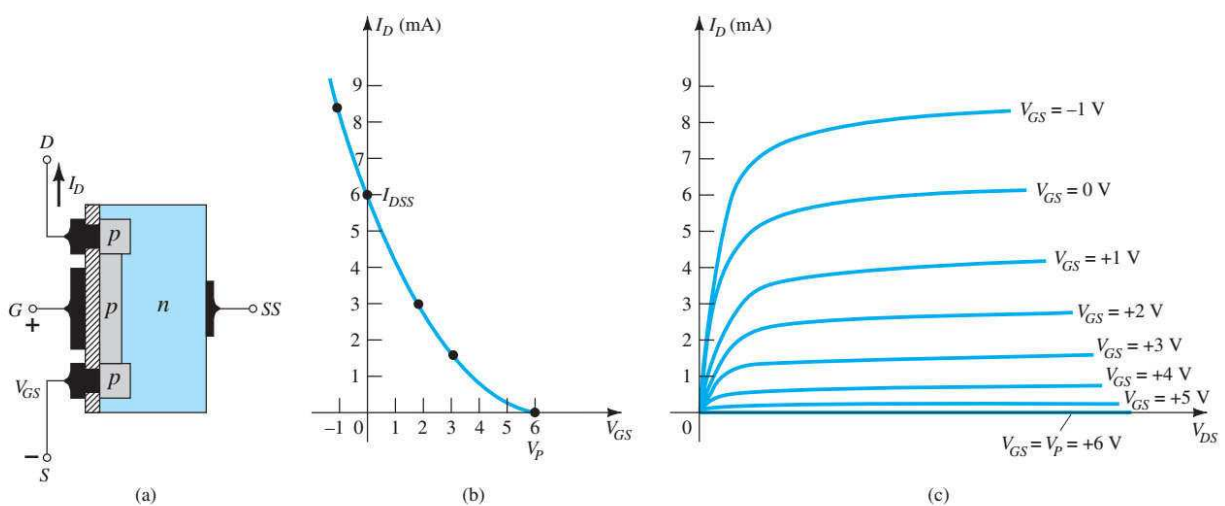 D
I_D
p
G
+
p
n
SS
V_GS
p
−
S
(a)
I_D (mA)
9
8
7
6
I_DSS
5
4
3
2
1
−1 0 1 2 3 4 5 6 V_GS
V_P
(b)
I_D (mA)
9
V_GS = −1 V
8
7
6
V_GS = 0 V
5
4
V_GS = +1 V
3
V_GS = +2 V
2
V_GS = +3 V
1
V_GS = +4 V
V_GS = +5 V
0
V_GS = V_P = +6 V
V_DS
(c)